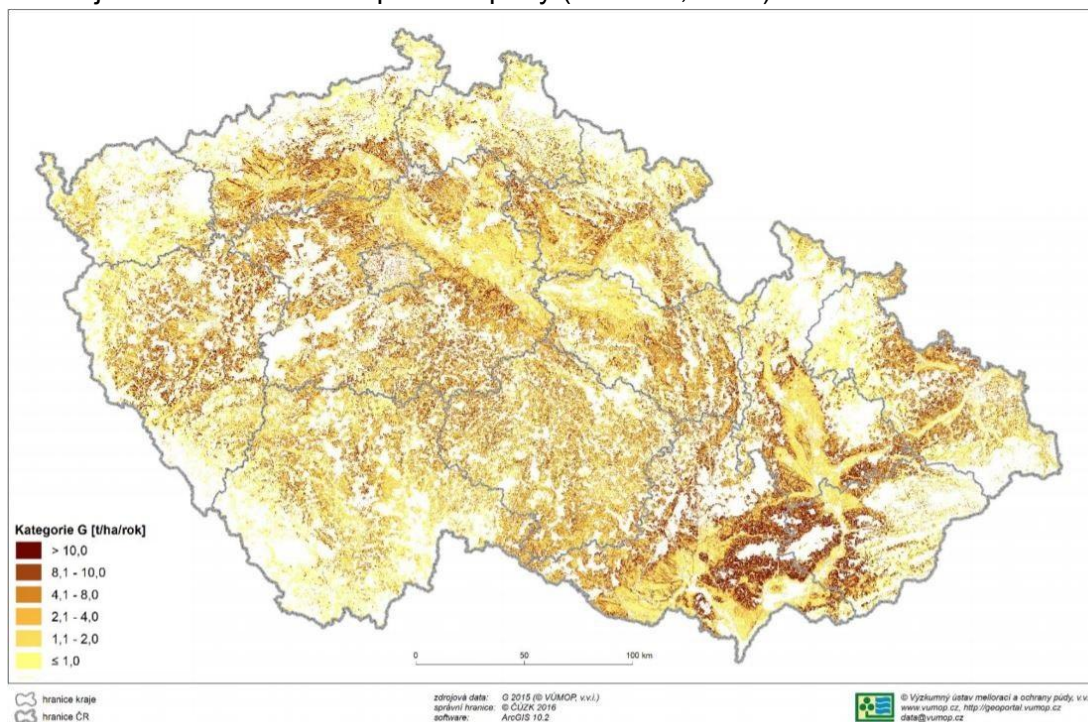 Kategorie G [t/ha/rok]
> 10,0
8,1 - 10,0
4,1 - 8,0
2,1 - 4,0
1,1 - 2,0
≤ 1,0
0 50 100 km
hranice kraje
hranice ČR
zdrojová data: G 2015 (© VÚMOP, v.v.i.)
správní hranice: © ČÚZK 2016
software: ArcGIS 10.2
© Výzkumný ústav meliorací a ochrany půdy, v.v.
www.vumop.cz, http://geoportal.vumop.cz
data@vumop.cz